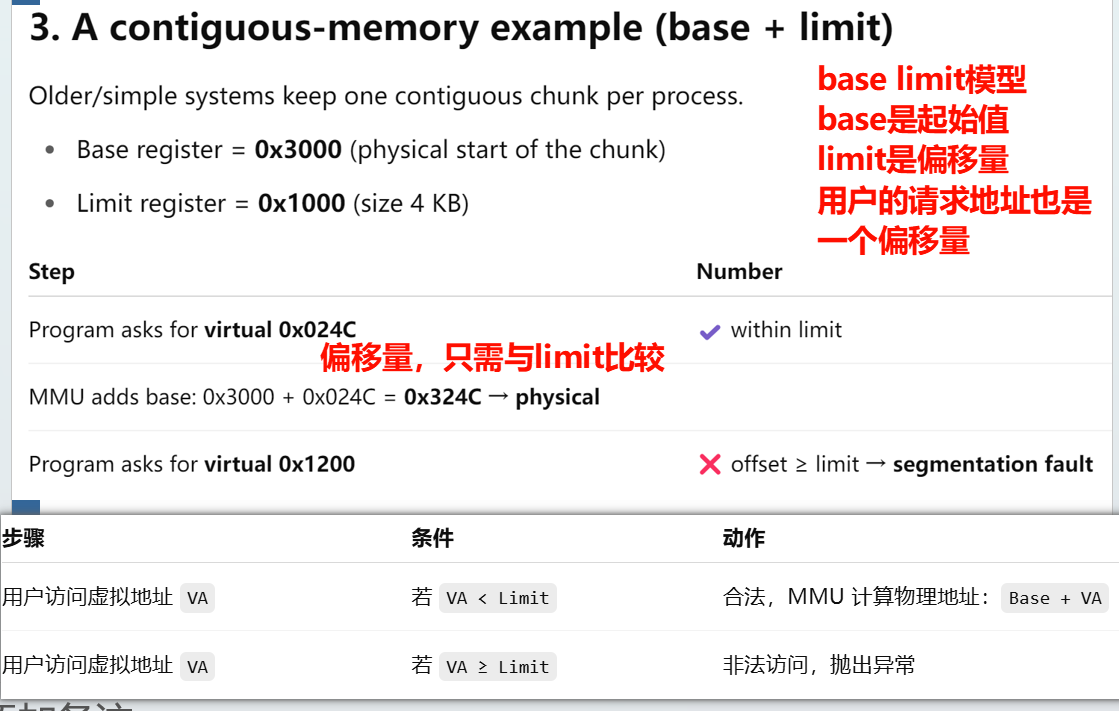 3. A contiguous-memory example (base + limit)
base limit模型
Older/simple systems keep one contiguous chunk per process.
base是起始值
• Base register = 0x3000 (physical start of the chunk)
limit是偏移量
• Limit register = 0x1000 (size 4 KB)
用户的请求地址也是
一个偏移量
Step Number
Program asks for virtual 0x024C ✓ within limit
偏移量，只需与limit比较
MMU adds base: 0x3000 + 0x024C = 0x324C → physical
Program asks for virtual 0x1200 ❌ offset ≥ limit → segmentation fault
步骤 条件 动作
用户访问虚拟地址 VA 若 VA < Limit 合法，MMU 计算物理地址： Base + VA
用户访问虚拟地址 VA 若 VA ≥ Limit 非法访问，抛出异常